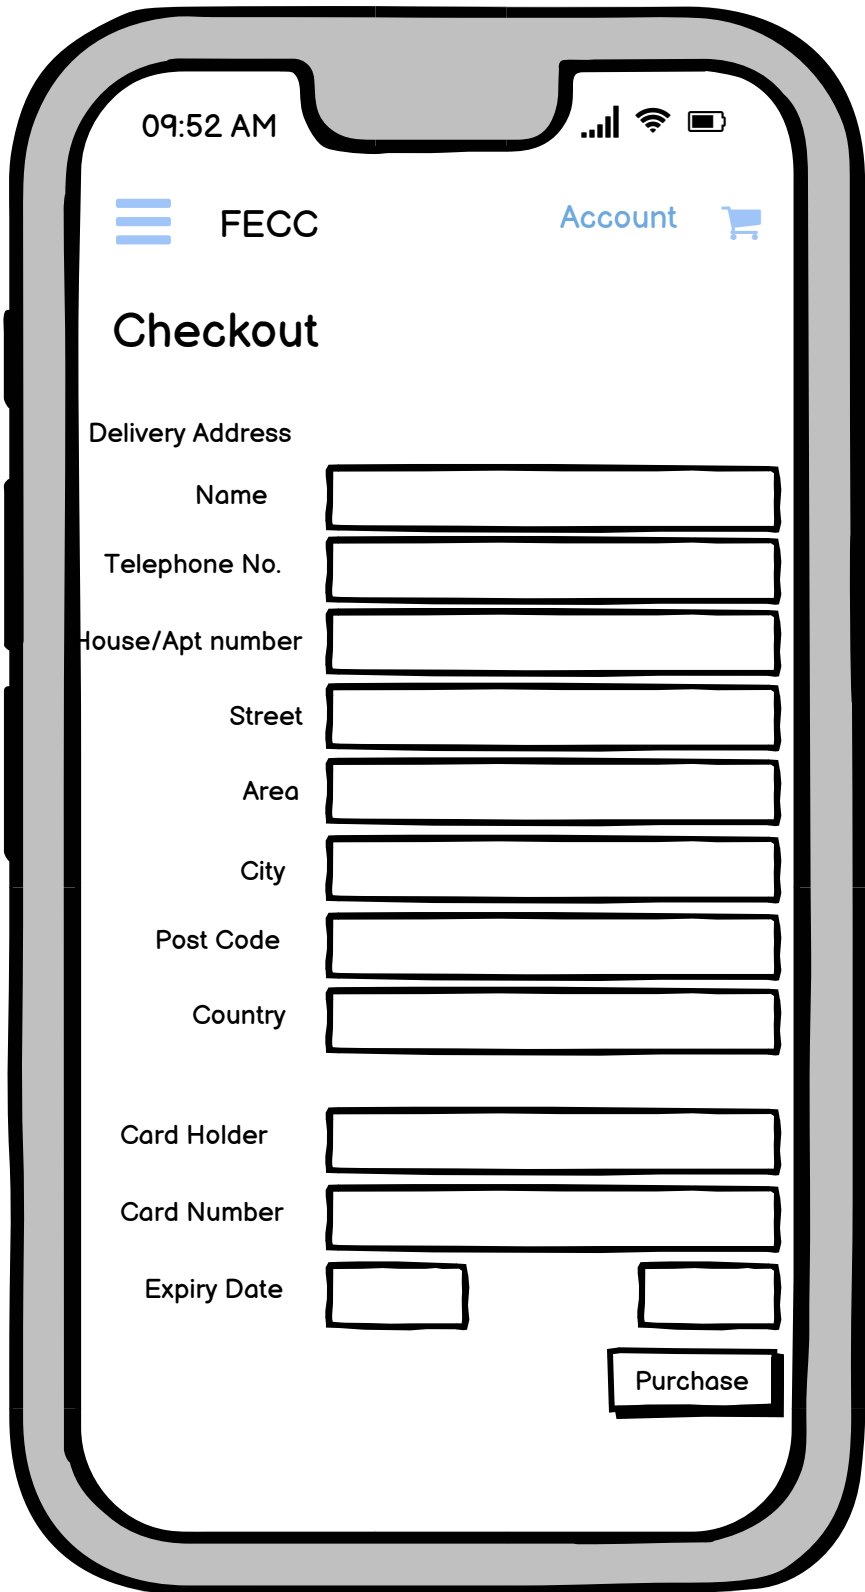 09:52 AM
FECC Account
Checkout
Delivery Address
Name
Telephone No.
House/Apt number
Street
Area
City
Post Code
Country
Card Holder
Card Number
Expiry Date
Purchase